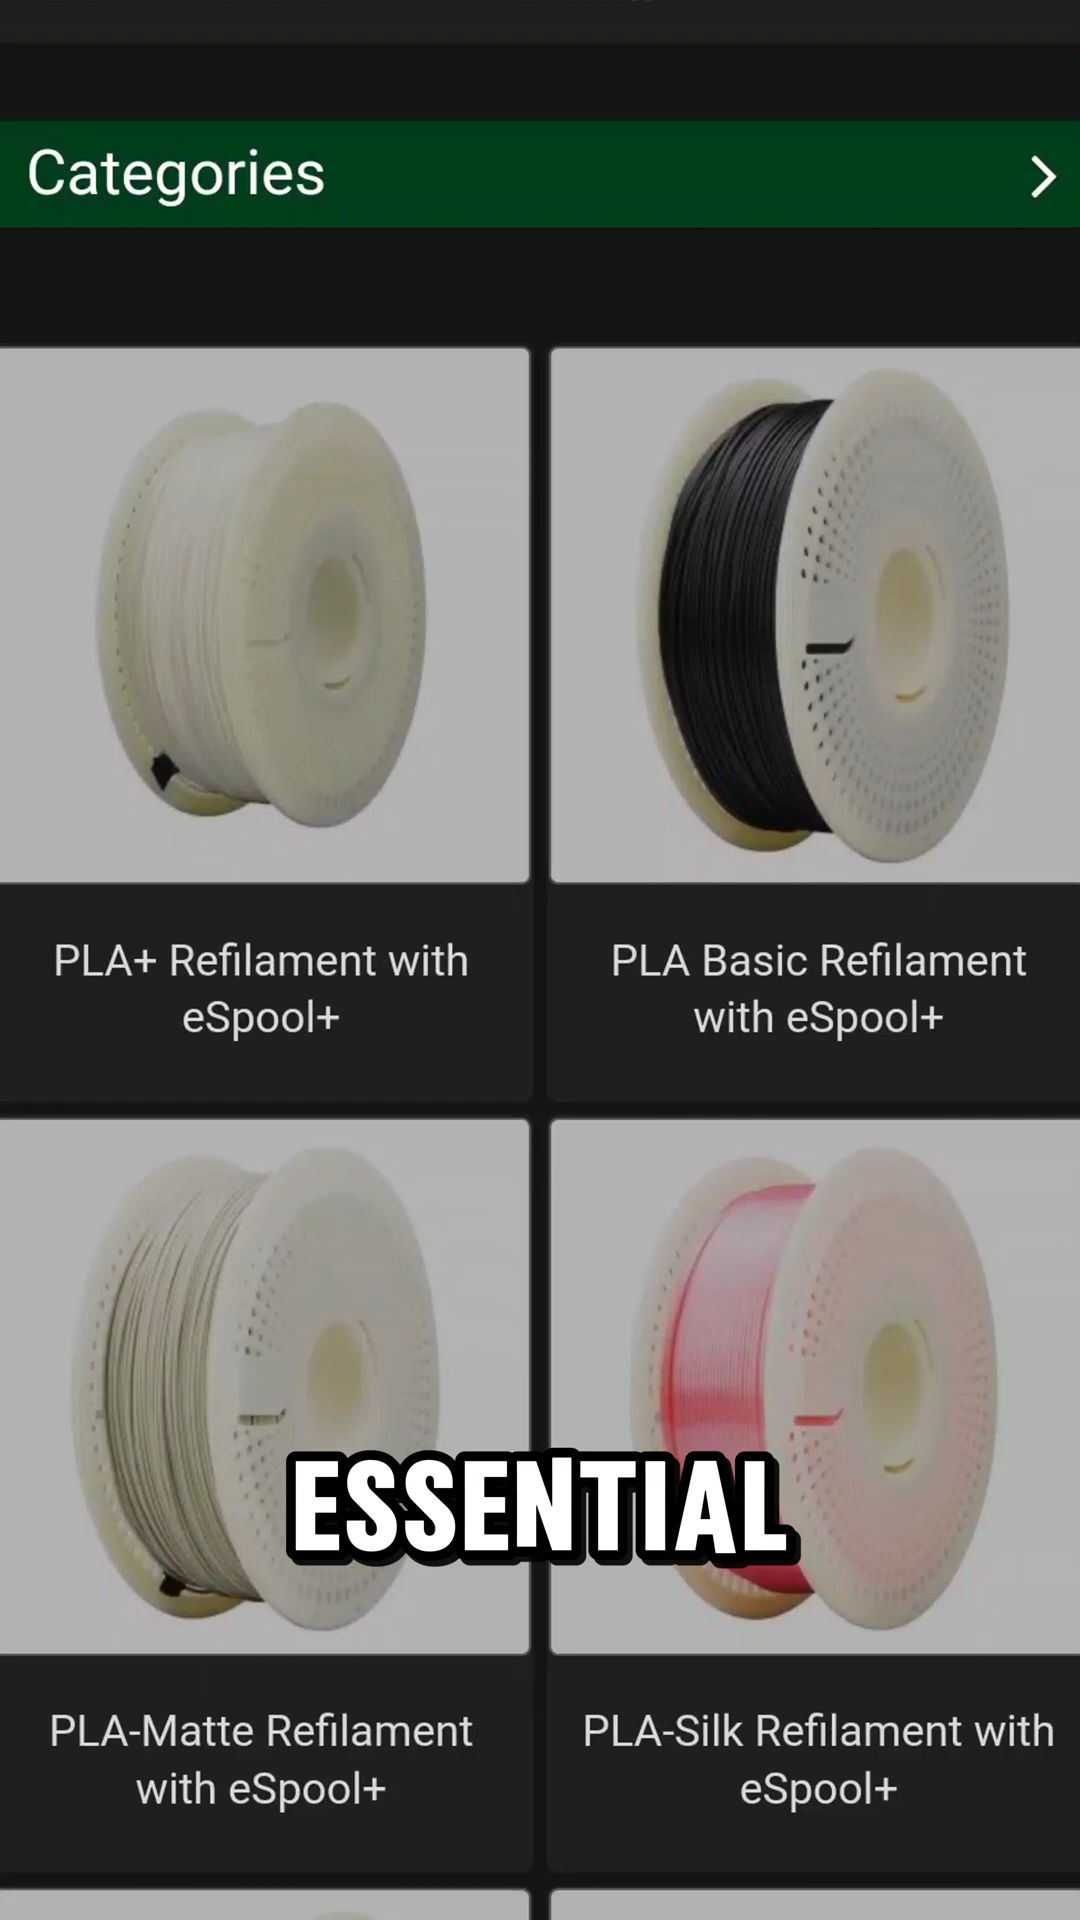 Categories
PLA+ Refilament with
eSpool+
PLA Basic Refilament
with eSpool+
PLA-Matte Refilament
with eSpool+
PLA-Silk Refilament with
eSpool+
ESSENTIAL